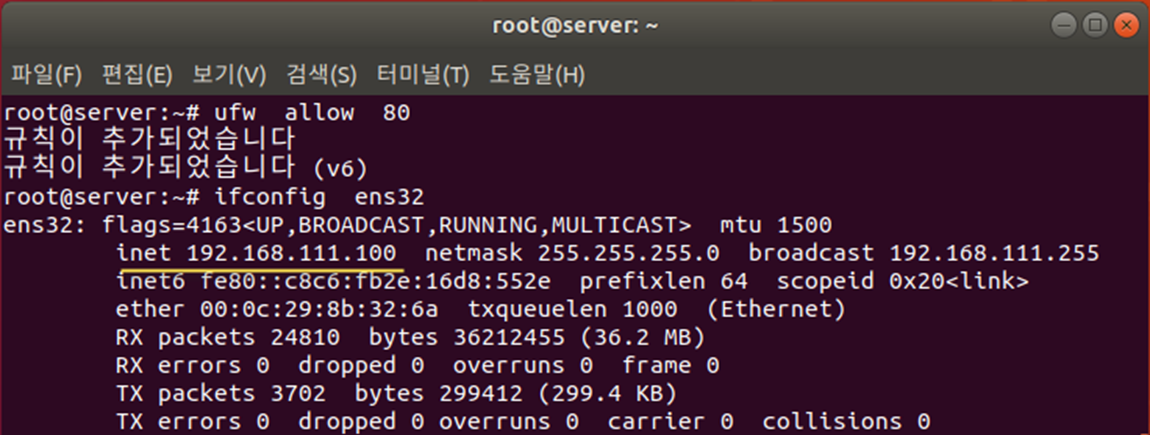 root@server: ~
파일(F) 편집(E) 보기(V) 검색(S) 터미널(T) 도움말(H)
root@server:~# ufw  allow  80
규칙이 추가되었습니다
규칙이 추가되었습니다 (v6)
root@server:~# ifconfig  ens32
ens32: flags=4163<UP,BROADCAST,RUNNING,MULTICAST>  mtu 1500
        inet 192.168.111.100  netmask 255.255.255.0  broadcast 192.168.111.255
        inet6 fe80::c8c6:fb2e:16d8:552e  prefixlen 64  scopeid 0x20<link>
        ether 00:0c:29:8b:32:6a  txqueuelen 1000  (Ethernet)
        RX packets 24810  bytes 36212455 (36.2 MB)
        RX errors 0  dropped 0  overruns 0  frame 0
        TX packets 3702  bytes 299412 (299.4 KB)
        TX errors 0  dropped 0 overruns 0  carrier 0  collisions 0